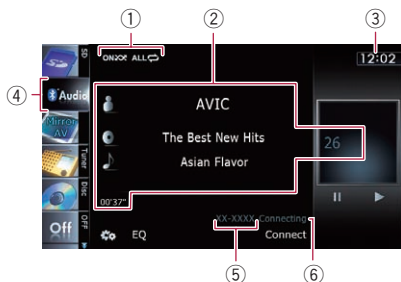 ① ② ③
SD
ON ALL
12:02
④
Audio
AVIC
Mirror AV
The Best New Hits
26
Asian Flavor
Tuner
Disc
00'37"
XX-XXXX Connecting
Off
OFF
EQ
Connect
⑤ ⑥